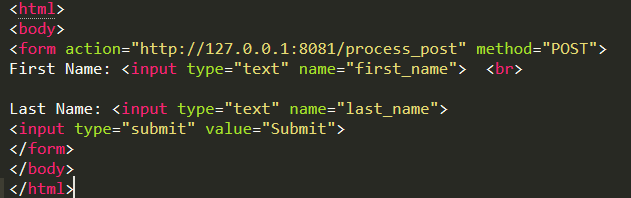 <html>
<body>
<form action="http://127.0.0.1:8081/process_post" method="POST">
First Name: <input type="text" name="first_name">  <br>
Last Name: <input type="text" name="last_name">
<input type="submit" value="Submit">
</form>
</body>
</html>